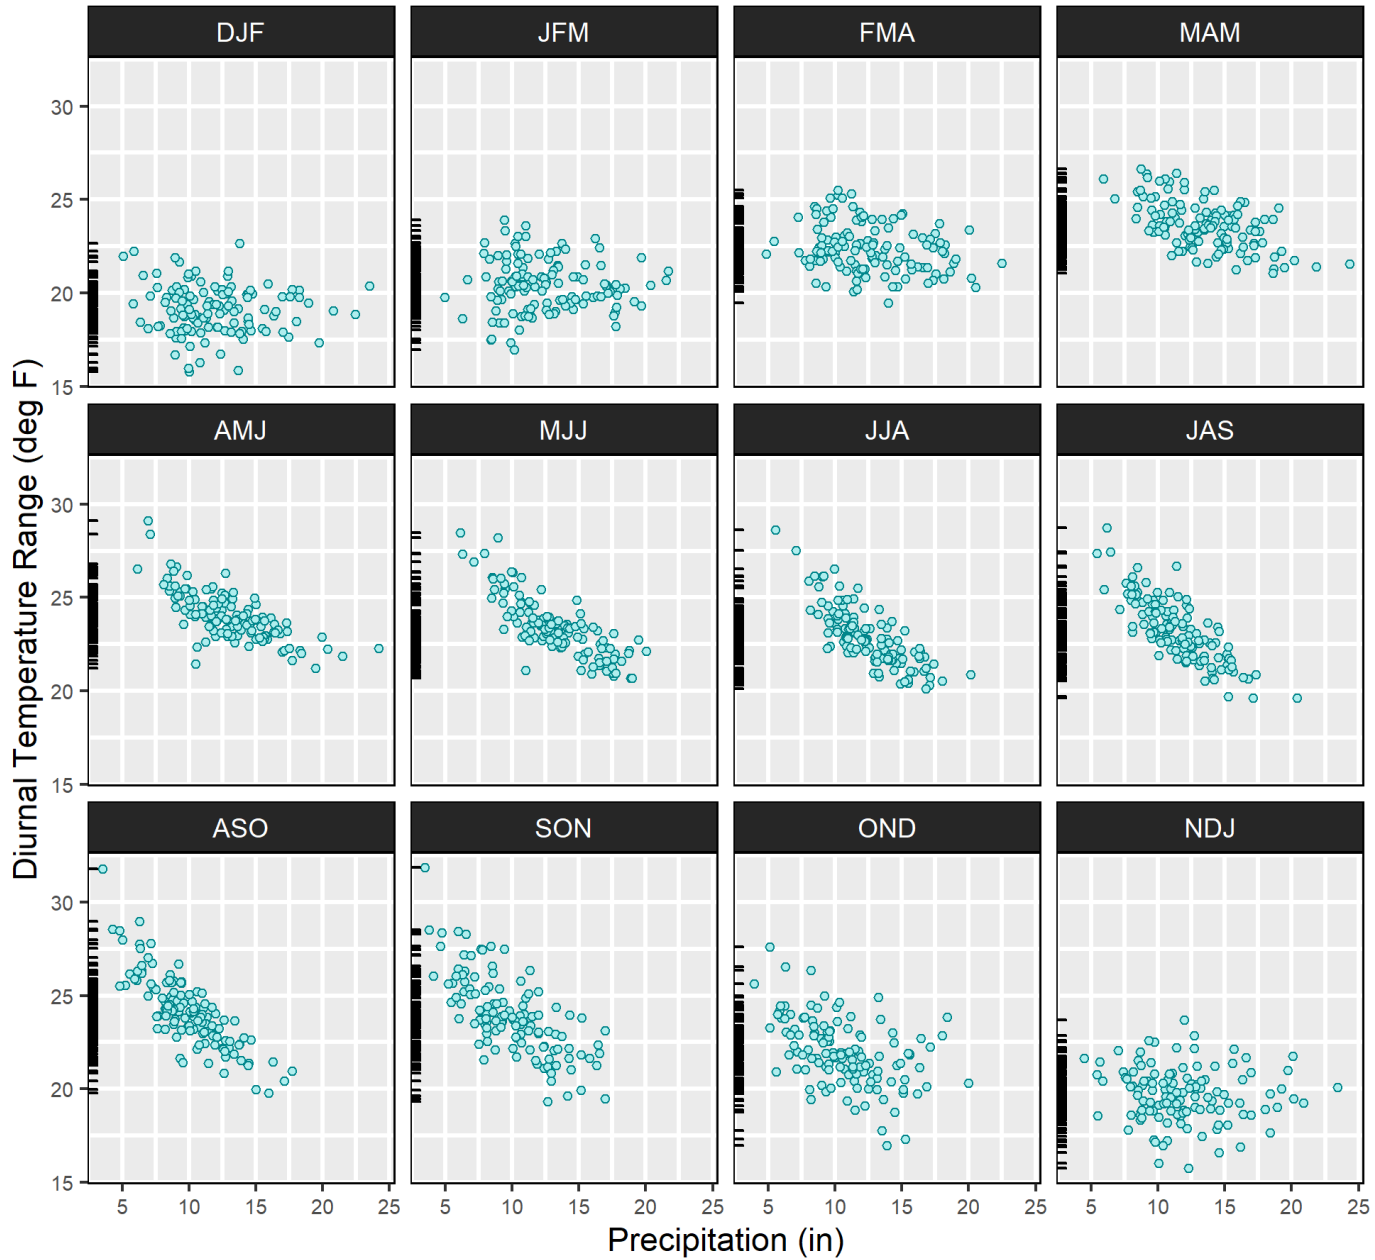 DJF JFM FMA MAM
30
25
20
15
AMJ MJJ JJA JAS
30
25
20
15
Diurnal Temperature Range (deg F)
ASO SON OND NDJ
30
25
20
15
5 10 15 20 25 5 10 15 20 25 5 10 15 20 25 5 10 15 20 25
Precipitation (in)